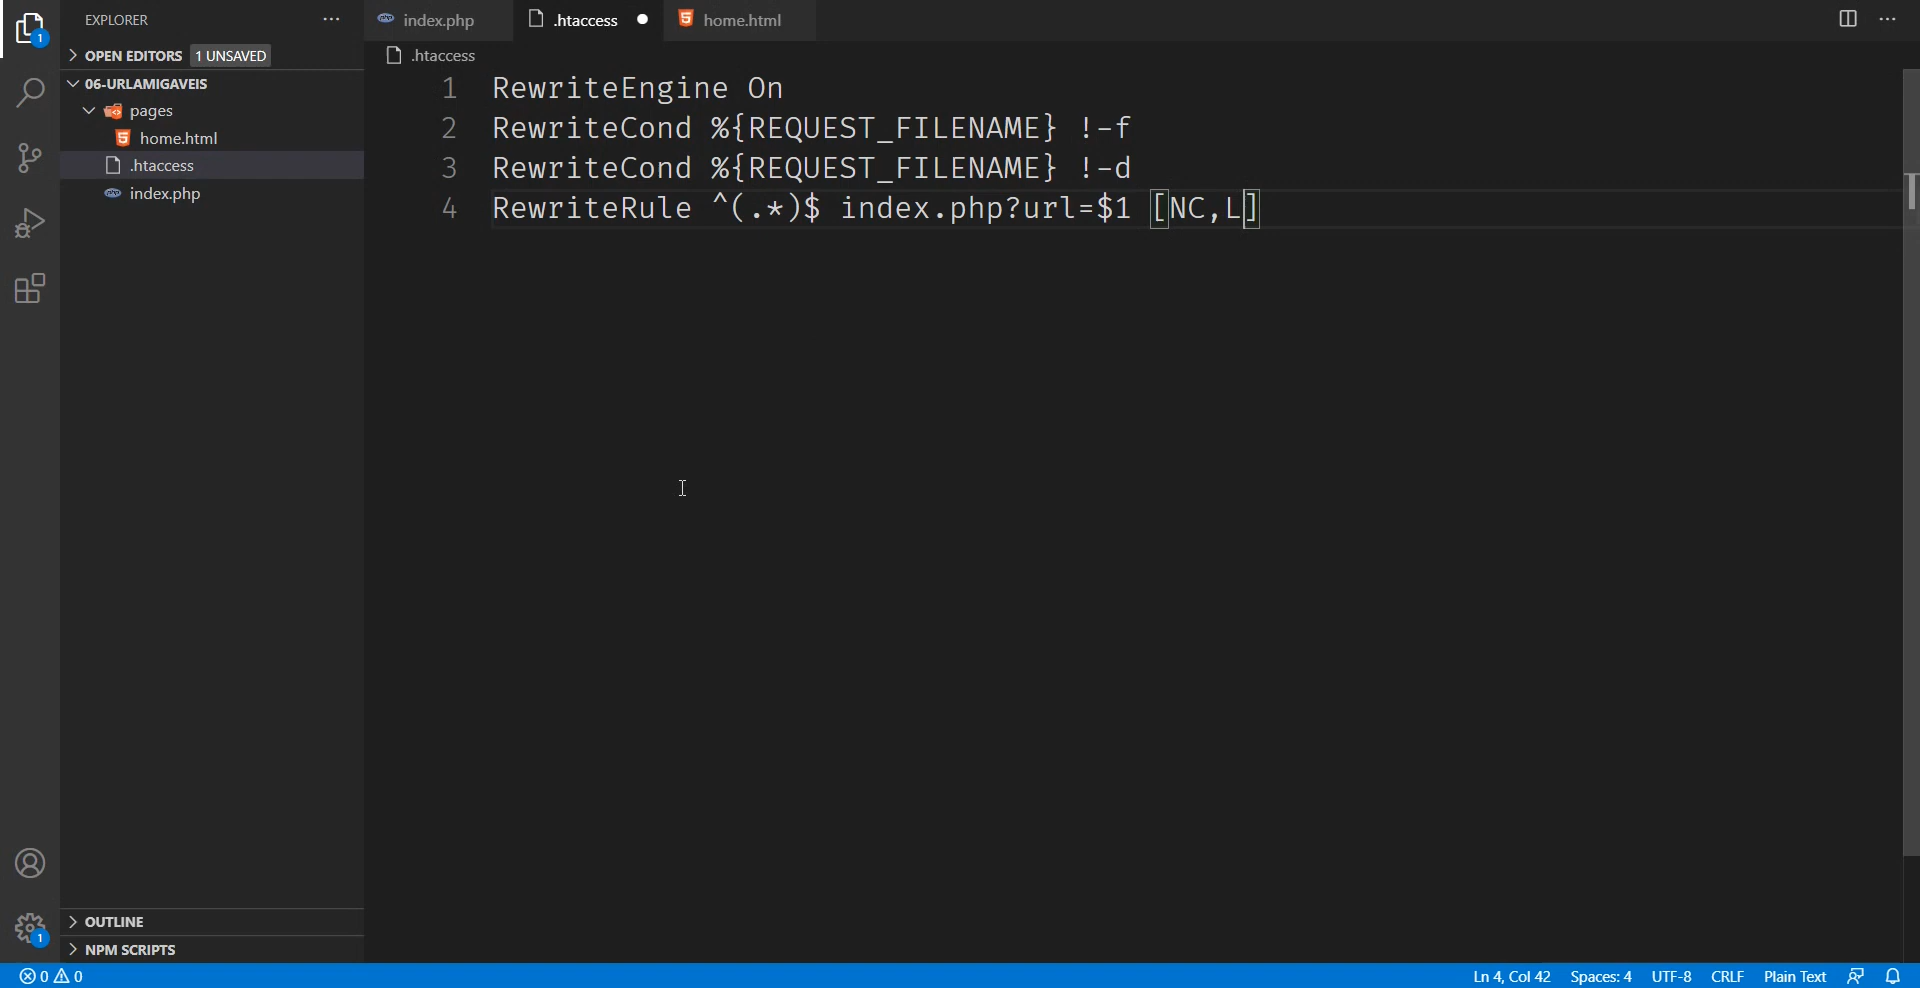 EXPLORER
OPEN EDITORS 1 UNSAVED
06-URLAMIGAVEIS
pages
home.html
.htaccess
index.php
index.php
.htaccess
home.html
.htaccess
1 RewriteEngine On
2 RewriteCond %{REQUEST_FILENAME} !-f
3 RewriteCond %{REQUEST_FILENAME} !-d
4 RewriteRule ^(.*)$ index.php?url=$1 [NC,L]
1
1
OUTLINE
NPM SCRIPTS
0 0
Ln 4, Col 42 Spaces: 4 UTF-8 CRLF Plain Text